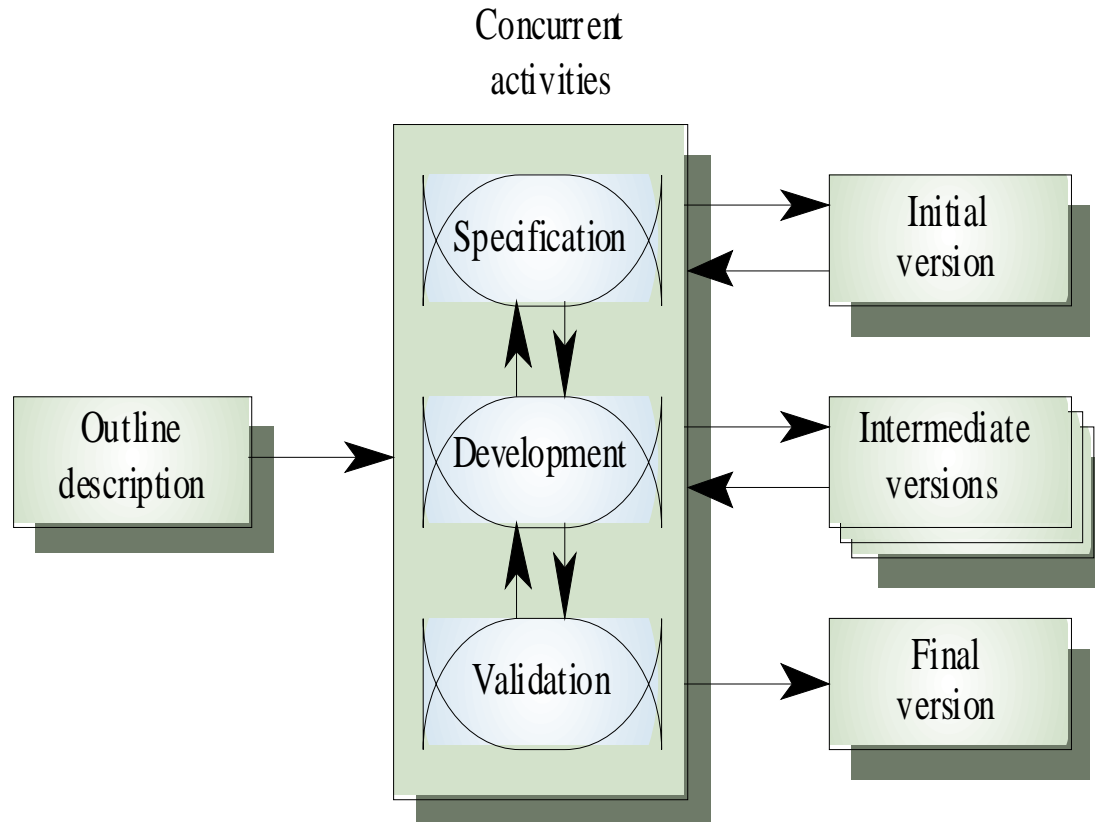 Concurrent
activities
Specification
Initial
version
Outline
description
Development
Intermediate
versions
Validation
Final
version